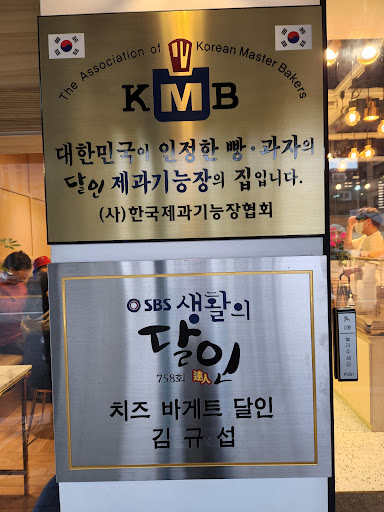 The Association of Korean Master Bakers
KMB
대한민국이 인정한 빵·과자의
달인 제과기능장의 집입니다.
(사)한국제과기능장협회
SBS 생활의
달인
758회 達人
치즈 바게트 달인
김규섭